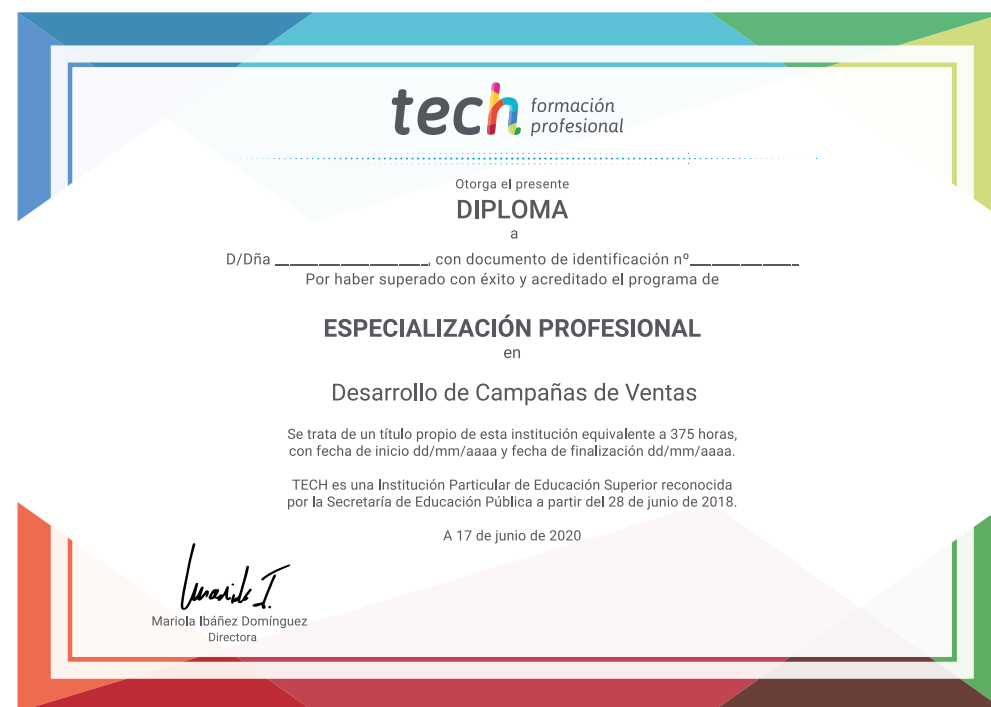 tech formación
profesional
Otorga el presente
DIPLOMA
a
D/Dña ______________, con documento de identificación nº__________
Por haber superado con éxito y acreditado el programa de
ESPECIALIZACIÓN PROFESIONAL
en
Desarrollo de Campañas de Ventas
Se trata de un título propio de esta institución equivalente a 375 horas,
con fecha de inicio dd/mm/aaaa y fecha de finalización dd/mm/aaaa.
TECH es una Institución Particular de Educación Superior reconocida
por la Secretaría de Educación Pública a partir del 28 de junio de 2018.
A 17 de junio de 2020
Mariola Ibáñez Domínguez
Directora